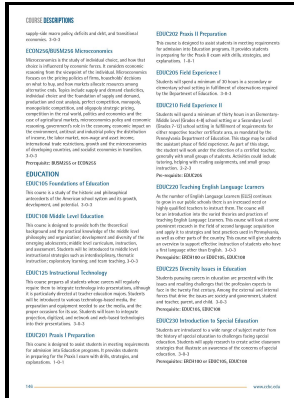 COURSE DESCRIPTIONS
supply-side macro policy, deficits and debt, and transitional
economies. 3-0-3
ECON256/BUSM256 Microeconomics
Microeconomics is the study of individual choice, and how that
choice is influenced by economic forces. It considers economic
reasoning from the viewpoint of the individual. Microeconomics
focuses on the pricing policies of firms, households' decisions
on what to buy, and how markets allocate resources among
alternative ends. Topics include supply and demand elasticity,
individual choice and the foundation of supply and demand,
production and cost analysis, perfect competition, monopoly,
monopolistic competition, and oligopoly strategic pricing,
competition in the real world, politics and economics and the
case of agricultural markets, microeconomics policy and economic
reasoning, government's role in the economy, economic impact on
the environment, antitrust and industrial policy the distribution
of income, the labor market, non-wage and asset income,
international trade restrictions, growth and the microeconomics
of developing countries, and socialist economies in transition.
3-0-3
Prerequisite: BUSM255 or ECON255
EDUCATION
EDUC105 Foundations of Education
This course is a study of the historic and philosophical
antecedents of the American school system and its growth,
development, and potential. 3-0-3
EDUC108 Middle Level Education
This course is designed to provide both the theoretical
background and the practical knowledge of the middle level
philosophy and organization; development and diversity of the
emerging adolescents; middle level curriculum, instruction,
and assessment. Students will be introduced to middle level
instructional strategies such as interdisciplinary, thematic
instruction; exploratory learning; and team teaching. 3-0-3
EDUC125 Instructional Technology
This course prepares of students whose careers will regularly
require them to integrate technology into presentations, although
it is particularly directed at teacher education majors. Students
will be introduced to various technology-based media, the
preparation and equipment needed to use the media, and the
proper occasions for its use. Students will learn to integrate
projection, digitized, and network and web-based technologies
into their presentations. 3-0-3
EDUC201 Praxis I Preparation
This course is designed to assist students in meeting requirements
for admission into Education programs. It provides students
in preparing for the Praxis I exam with drills, strategies, and
explanations. 1-0-1
EDUC202 Praxis II Preparation
This course is designed to assist students in meeting requirements
for admission into Education programs. It provides students
in preparing for the Praxis II exam with drills, strategies, and
explanations. 1-0-1
EDUC205 Field Experience I
Students will spend a minimum of 30 hours in a secondary or
elementary school setting in fulfillment of observations required
by the Department of Education. 3-0-3
EDUC210 Field Experience II
Students will spend a minimum of thirty hours in an Elementary-
Middle level (Grades 4-8) school setting or a Secondary level
(Grades 7-12) school setting in fulfillment of requirements for
either their respective teacher certification area, as mandated by the
Pennsylvania Department of Education. This stage may be called
the assistant phase of field experience. As part of this stage,
the student will work under the direction of a certified teacher,
generally with small groups of students. Activities could include
tutoring, helping with reading requirements, and small group
instruction. 3-2-3
Pre-requisite: EDUC205
EDUC220 Teaching English Language Learners
As the number of English Language Learners (ELLs) continues
to grow in our public schools there is an increased need of
highly qualified teachers to instruct them. The course will
be an introduction into the varied theories and practices of
teaching English Language Learners. This course will look at some
prominent research in the field of second language acquisition
and apply it to strategies and best practices used in Pennsylvania,
as well as other parts of the country. This course will give students
an overview to support effective instruction of students who have
a first language other than English. 3-0-3
Prerequisites: ERCH100 or EDUC105, EDUC108
EDUC225 Diversity Issues in Education
Students pursuing careers in education are presented with the
issues and resulting challenges that the profession expects to
face in the twenty first century. Among the external and internal
forces that drive the issues are society and government, student
and teacher, parent, and child. 3-0-3
Prerequisites: EDUC105, EDUC108
EDUC230 Introduction to Special Education
Students are introduced to a wide range of subject matter from
the history of special education to challenges facing special
education. Students will apply research to create active classroom
strategies that illustrate an awareness of the concerns of special
education. 3-0-3
Prerequisites: ERCH100 or EDUC105, EDUC108
www.rchc.edu